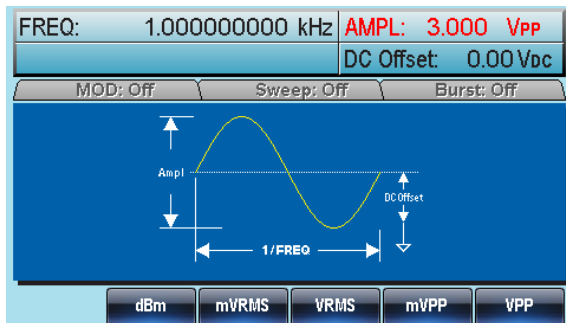 FREQ: 1.000000000 kHz AMPL: 3.000 VPP
DC Offset: 0.00 VDC
MOD: Off Sweep: Off Burst: Off
Ampl
DC Offset
1/FREQ
dBm mVRMS VRMS mVPP VPP